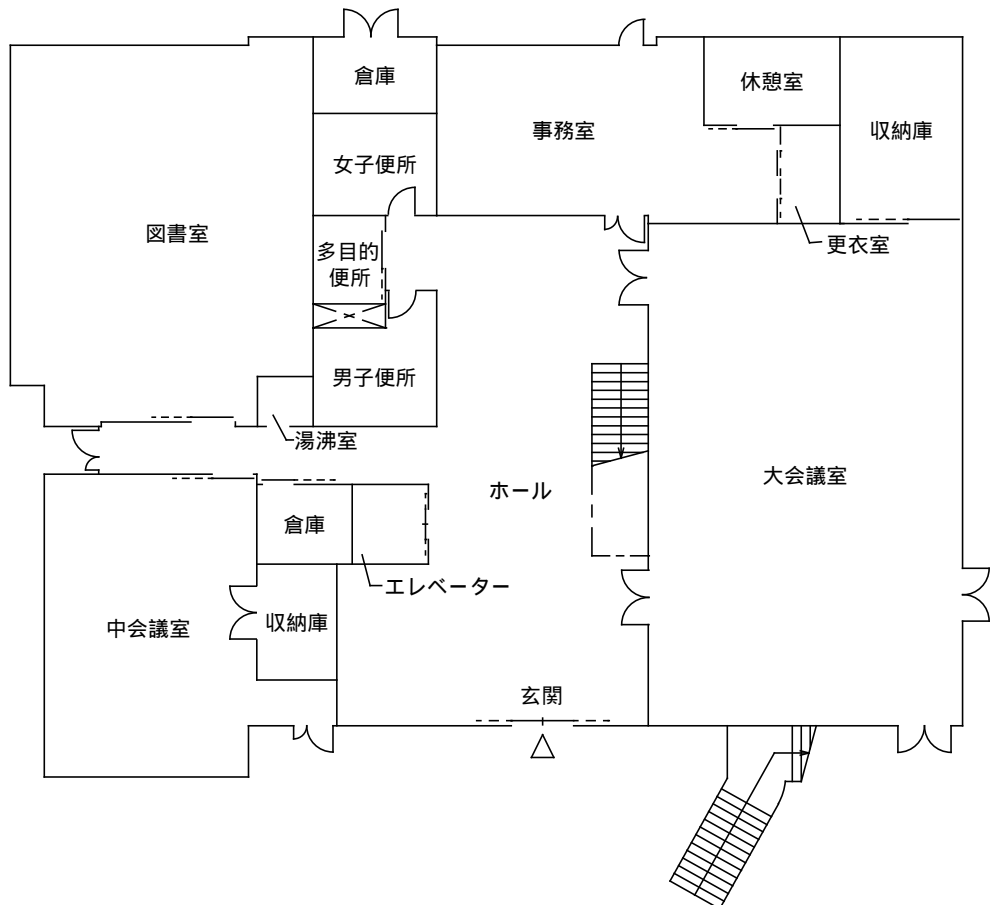 倉庫
休憩室
事務室
収納庫
女子便所
図書室
更衣室
多目的
便所
男子便所
湯沸室
大会議室
ホール
倉庫
エレベーター
収納庫
中会議室
玄関